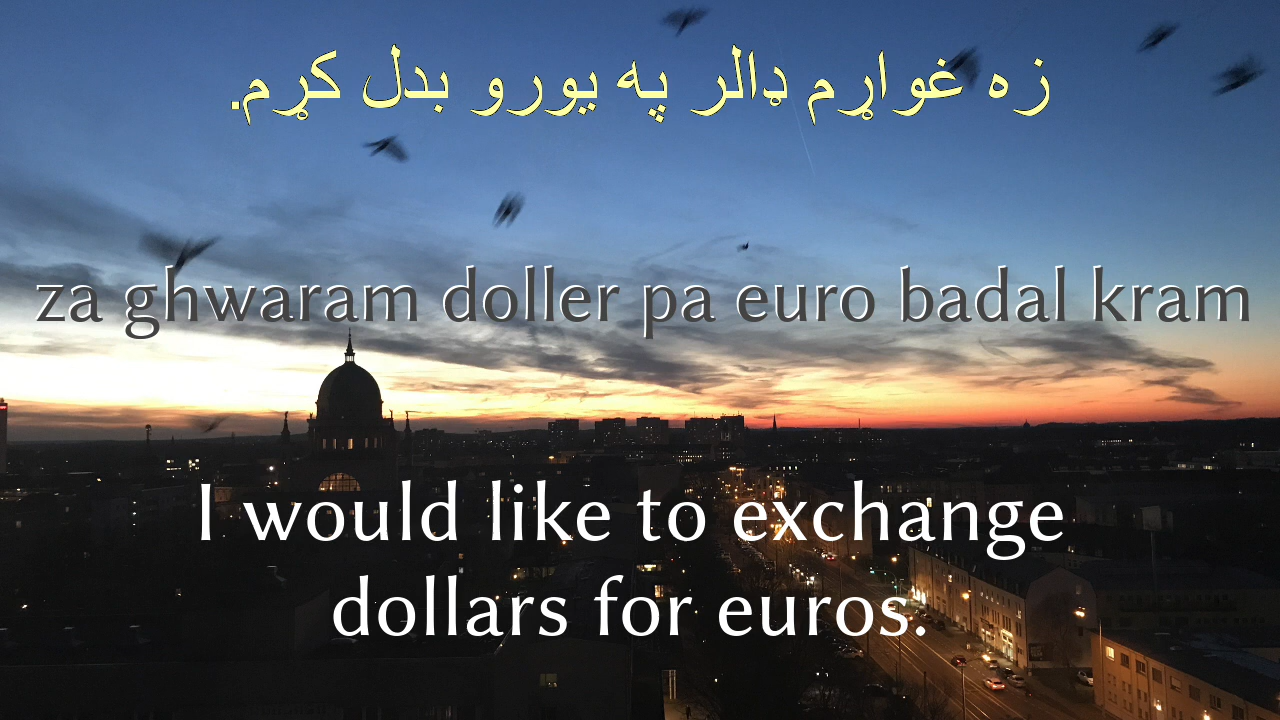 زه غواړم ډالر په یورو بدل کړم.
za ghwaram doller pa euro badal kram
I would like to exchange
dollars for euros.